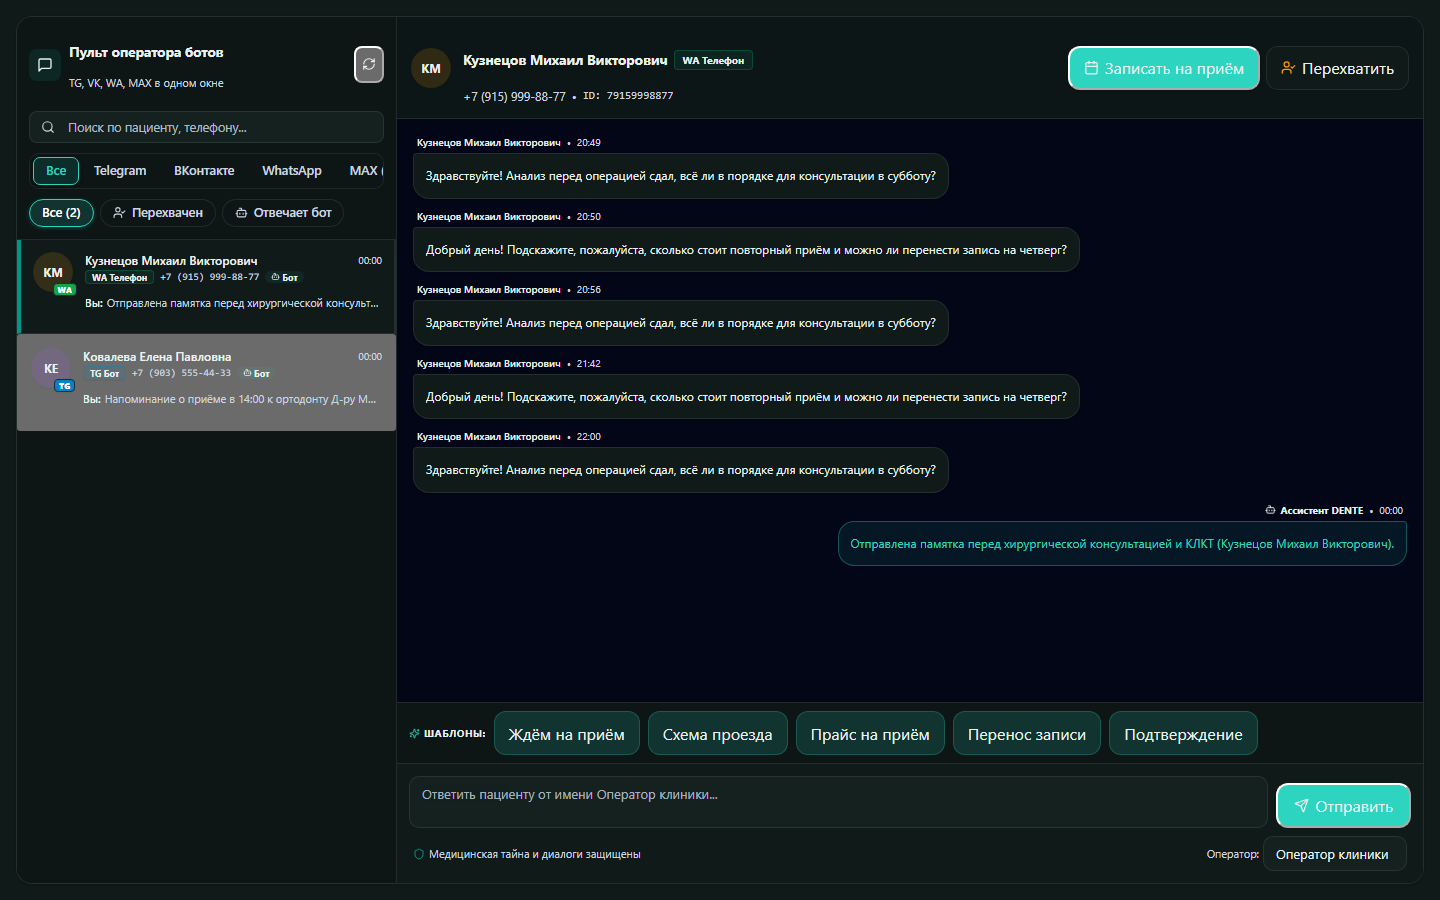 Пульт оператора ботов
TG, VK, WA, MAX в одном окне
Поиск по пациенту, телефону...
Все Telegram ВКонтакте WhatsApp MAX (
Все (2) Перехвачен Отвечает бот
КМ
WA
Кузнецов Михаил Викторович 00:00
WA Телефон +7 (915) 999-88-77 Бот
Вы: Отправлена памятка перед хирургической консульт...
КЕ
TG
Ковалева Елена Павловна 00:00
TG Бот +7 (903) 555-44-33 Бот
Вы: Напоминание о приёме в 14:00 к ортодонту Д-ру М...
КМ
Кузнецов Михаил Викторович WA Телефон
+7 (915) 999-88-77 • ID: 79159998877
Записать на приём Перехватить
Кузнецов Михаил Викторович • 20:49
Здравствуйте! Анализ перед операцией сдал, всё ли в порядке для консультации в субботу?
Кузнецов Михаил Викторович • 20:50
Добрый день! Подскажите, пожалуйста, сколько стоит повторный приём и можно ли перенести запись на четверг?
Кузнецов Михаил Викторович • 20:56
Здравствуйте! Анализ перед операцией сдал, всё ли в порядке для консультации в субботу?
Кузнецов Михаил Викторович • 21:42
Добрый день! Подскажите, пожалуйста, сколько стоит повторный приём и можно ли перенести запись на четверг?
Кузнецов Михаил Викторович • 22:00
Здравствуйте! Анализ перед операцией сдал, всё ли в порядке для консультации в субботу?
Ассистент DENTE • 00:00
Отправлена памятка перед хирургической консультацией и КЛКТ (Кузнецов Михаил Викторович).
ШАБЛОНЫ: Ждём на приём Схема проезда Прайс на приём Перенос записи Подтверждение
Ответить пациенту от имени Оператор клиники...
Отправить
Медицинская тайна и диалоги защищены
Оператор: Оператор клиники